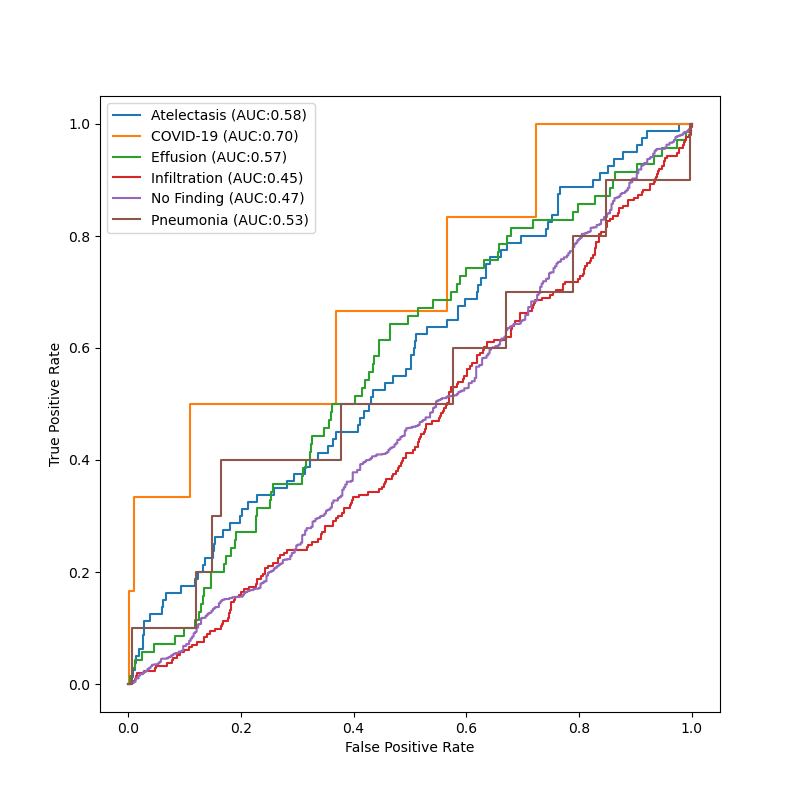 Atelectasis (AUC:0.58)
COVID-19 (AUC:0.70)
Effusion (AUC:0.57)
Infiltration (AUC:0.45)
No Finding (AUC:0.47)
Pneumonia (AUC:0.53)
1.0
0.8
0.6
0.4
0.2
0.0
True Positive Rate
0.0 0.2 0.4 0.6 0.8 1.0
False Positive Rate